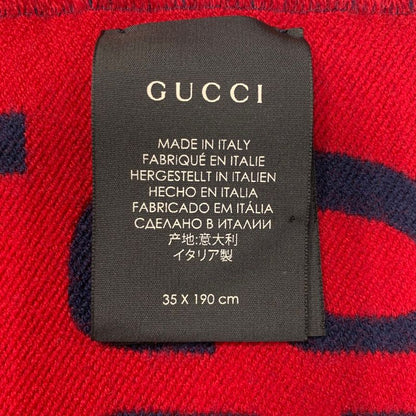 GUCCI
MADE IN ITALY
FABRIQUÉ EN ITALIE
HERGESTELLT IN ITALIEN
HECHO EN ITALIA
FABRICADO EM ITÁLIA
СДЕЛАНО В ИТАЛИИ
产地:意大利
イタリア製
35 X 190 cm